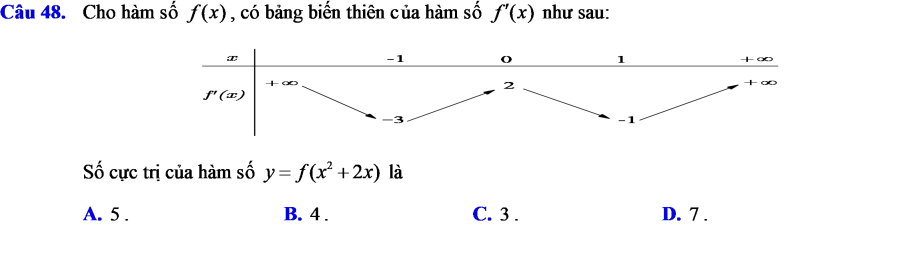 Câu 48. Cho hàm số f(x), có bảng biến thiên của hàm số f'(x) như sau:
x -1 0 1 +∞
+∞ 2 +∞
f'(x)
-3 -1
Số cực trị của hàm số y = f(x² + 2x) là
A. 5. B. 4. C. 3. D. 7.